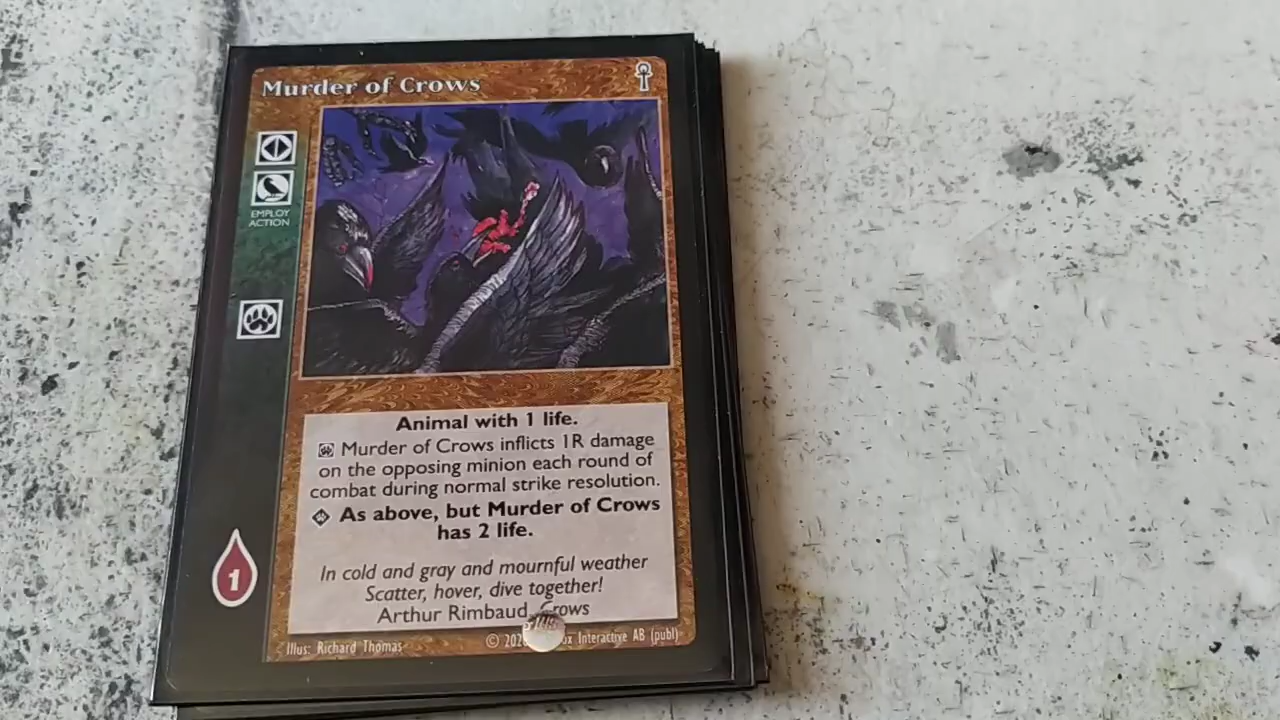 Murder of Crows
EMPLOY
ACTION
Animal with 1 life.
Murder of Crows inflicts 1R damage
on the opposing minion each round of
combat during normal strike resolution.
As above, but Murder of Crows
has 2 life.
1
In cold and gray and mournful weather
Scatter, hover, dive together!
Arthur Rimbaud, Crows
Illus: Richard Thomas
© Interactive AB (publ)